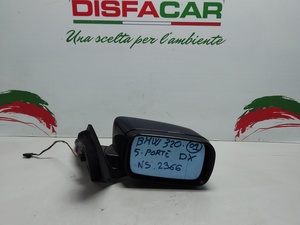 DISFACAR
Una scelta per l'ambiente
BMW 320
5-PORTE DX
NS 2366